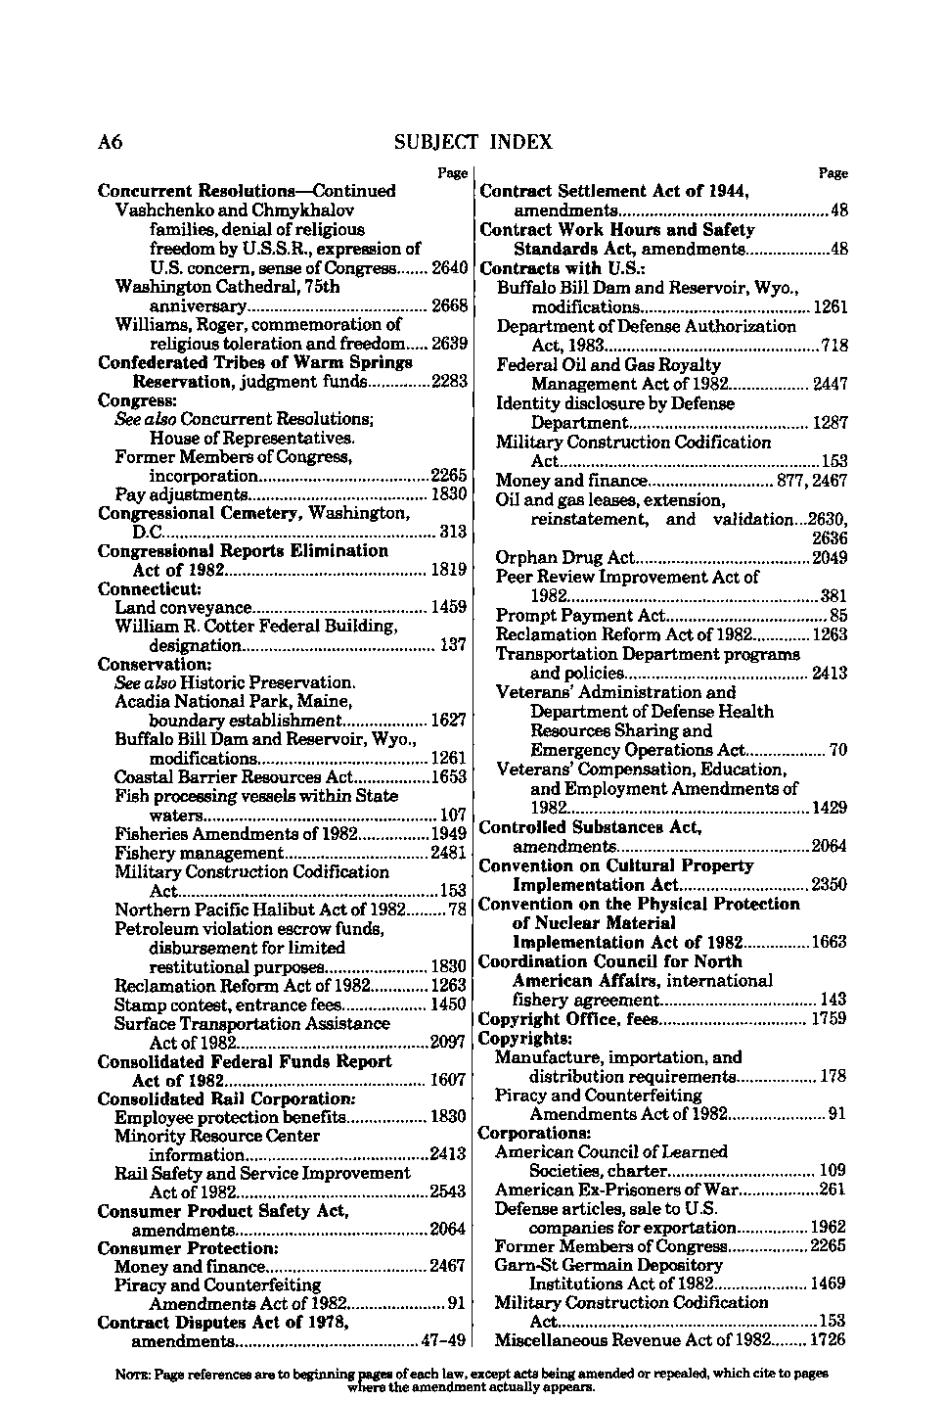 A6
SUBJECT INDEX
Page
Concurrent Resolutions—Continued
Vashchenko and Chmykhalov
families, denial of religious
freedom by U.S.S.R., expression of
U.S. concern, sense of Congress....... 2640
Washington Cathedral, 75th
anniversary........................................ 2668
Williams, Roger, commemoration of
religious toleration and freedom..... 2639
Confederated Tribes of Warm Springs
Reservation, judgment funds..............2283
Congress:
See also Concurrent Resolutions;
House of Representatives.
Former Members of Congress,
incorporation......................................2265
Pay adjustments........................................ 1830
Congressional Cemetery, Washington,
D.C............................................................. 313
Congressional Reports Elimination
Act of 1982............................................. 1819
Connecticut:
Land conveyance....................................... 1459
William R. Cotter Federal Building,
designation........................................... 137
Conservation:
See also Historic Preservation.
Acadia National Park, Maine,
boundary establishment................... 1627
Buffalo Bill Dam and Reservoir, Wyo.,
modifications...................................... 1261
Coastal Barrier Resources Act.................1653
Fish processing vessels within State
waters.................................................... 107
Fisheries Amendments of 1982................1949
Fishery management................................ 2481
Military Construction Codification
Act..........................................................153
Northern Pacific Halibut Act of 1982.........78
Petroleum violation escrow funds,
disbursement for limited
restitutional purposes....................... 1830
Reclamation Reform Act of 1982............. 1263
Stamp contest, entrance fees................... 1450
Surface Transportation Assistance
Act of 1982...........................................2097
Consolidated Federal Funds Report
Act of 1982............................................. 1607
Consolidated Rail Corporation:
Employee protection benefits.................. 1830
Minority Resource Center
information.........................................2413
Rail Safety and Service Improvement
Act of 1982...........................................2543
Consumer Product Safety Act,
amendments...........................................2064
Consumer Protection:
Money and finance.................................... 2467
Piracy and Counterfeiting
Amendments Act of 1982......................91
Contract Disputes Act of 1978,
amendments......................................... 47-49
Page
Contract Settlement Act of 1944,
amendments...............................................48
Contract Work Hours and Safety
Standards Act, amendments...................48
Contracts with U.S.:
Buffalo Bill Dam and Reservoir, Wyo.,
modifications...................................... 1261
Department of Defense Authorization
Act, 1983................................................718
Federal Oil and Gas Royalty
Management Act of 1982.................. 2447
Identity disclosure by Defense
Department........................................ 1287
Military Construction Codification
Act..........................................................153
Money and finance............................ 877, 2467
Oil and gas leases, extension,
reinstatement, and validation...2630,
2636
Orphan Drug Act....................................... 2049
Peer Review Improvement Act of
1982........................................................381
Prompt Payment Act.................................... 85
Reclamation Reform Act of 1982............. 1263
Transportation Department programs
and policies......................................... 2413
Veterans' Administration and
Department of Defense Health
Resources Sharing and
Emergency Operations Act.................. 70
Veterans' Compensation, Education,
and Employment Amendments of
1982......................................................1429
Controlled Substances Act,
amendments...........................................2064
Convention on Cultural Property
Implementation Act............................. 2350
Convention on the Physical Protection
of Nuclear Material
Implementation Act of 1982...............1663
Coordination Council for North
American Affairs, international
fishery agreement................................... 143
Copyright Office, fees................................. 1759
Copyrights:
Manufacture, importation, and
distribution requirements.................. 178
Piracy and Counterfeiting
Amendments Act of 1982...................... 91
Corporations:
American Council of Learned
Societies, charter................................. 109
American Ex-Prisoners of War..................261
Defense articles, sale to U.S.
companies for exportation................ 1962
Former Members of Congress.................. 2265
Garn-St Germain Depository
Institutions Act of 1982..................... 1469
Military Construction Codification
Act..........................................................153
Miscellaneous Revenue Act of 1982........ 1726
NOTE: Page references are to beginning pages of each law, except acts being amended or repealed, which cite to pages
where the amendment actually appears.